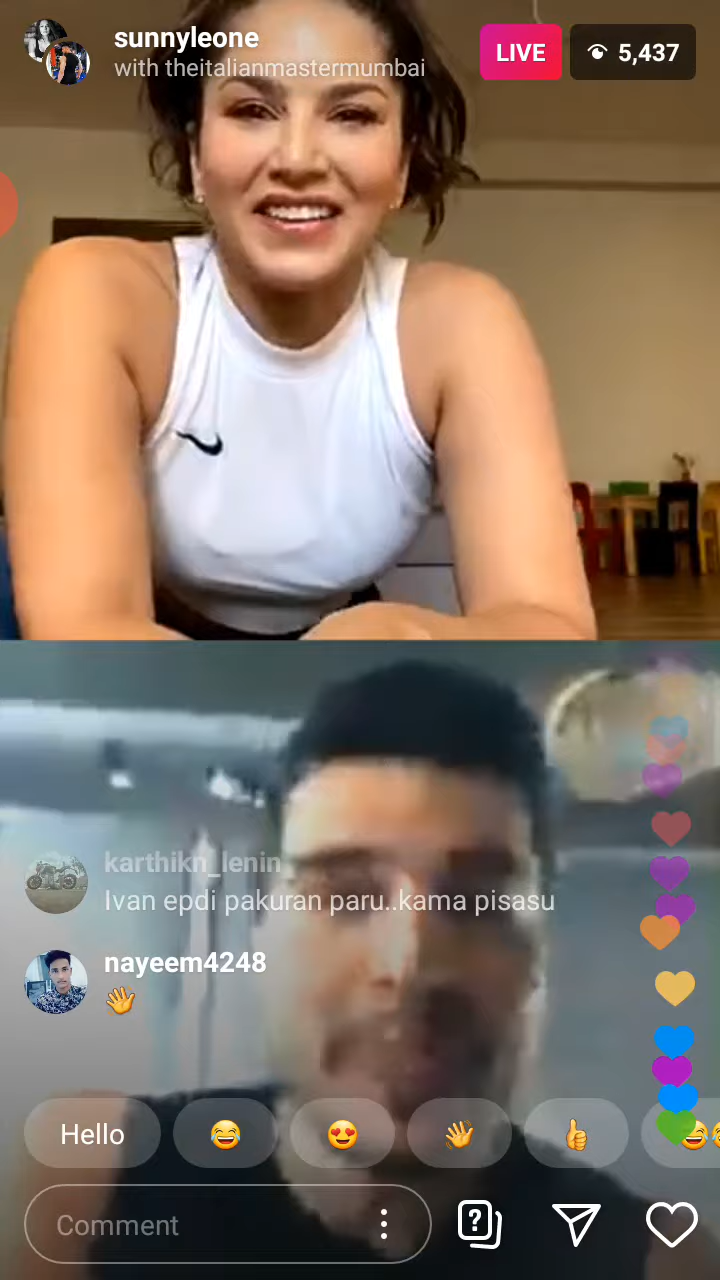 sunnyleone
with theitalianmastermumbai
LIVE
5,437
karthikn_lenin
Ivan epdi pakuran paru..kama pisasu
nayeem4248
👋
Hello
Comment